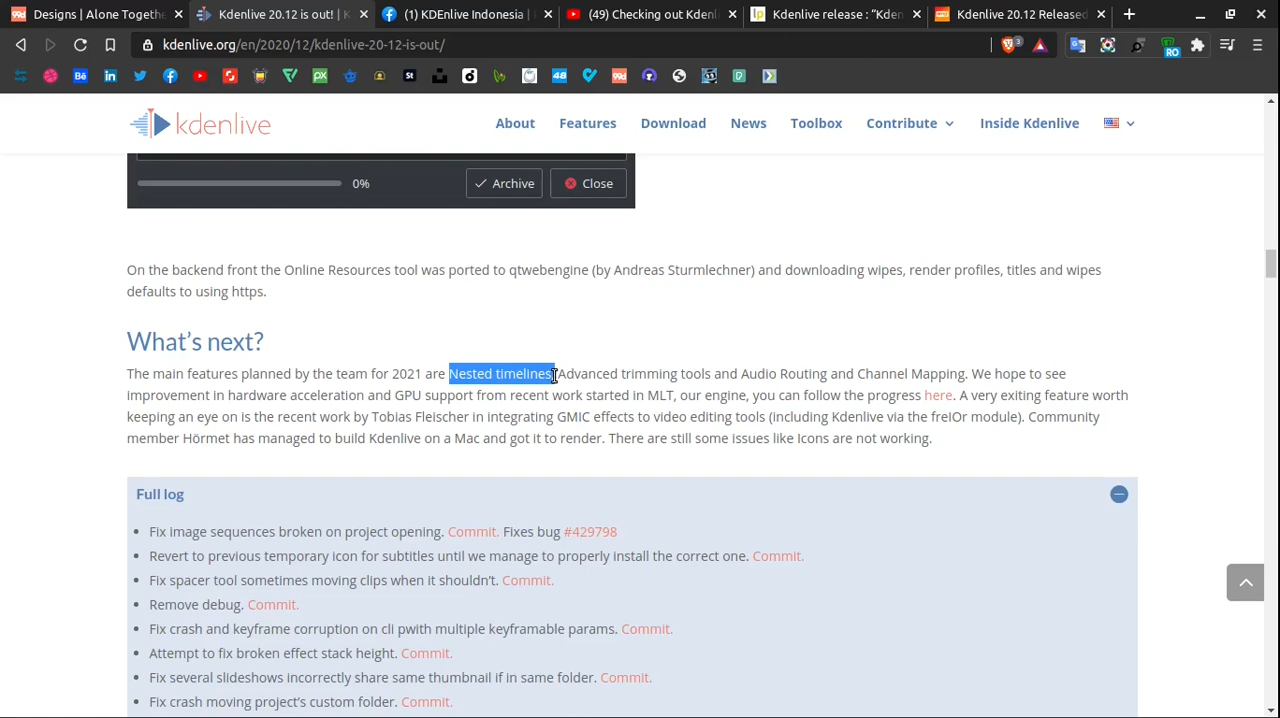 Designs | Alone Togethe
Kdenlive 20.12 is out! | K
(1) KDEnlive Indonesia |
(49) Checking out Kdenl
Kdenlive release : “Kden
Kdenlive 20.12 Released
kdenlive.org/en/2020/12/kdenlive-20-12-is-out/
3
RO
Bē
in
St
PX
48
99d
kdenlive
About
Features
Download
News
Toolbox
Contribute
Inside Kdenlive
0%
Archive
Close
On the backend front the Online Resources tool was ported to qtwebengine (by Andreas Sturmlechner) and downloading wipes, render profiles, titles and wipes
defaults to using https.
What’s next?
The main features planned by the team for 2021 are Nested timelines, Advanced trimming tools and Audio Routing and Channel Mapping. We hope to see
improvement in hardware acceleration and GPU support from recent work started in MLT, our engine, you can follow the progress here. A very exiting feature worth
keeping an eye on is the recent work by Tobias Fleischer in integrating GMIC effects to video editing tools (including Kdenlive via the freiOr module). Community
member Hörmet has managed to build Kdenlive on a Mac and got it to render. There are still some issues like Icons are not working.
Full log
Fix image sequences broken on project opening. Commit. Fixes bug #429798
Revert to previous temporary icon for subtitles until we manage to properly install the correct one. Commit.
Fix spacer tool sometimes moving clips when it shouldn’t. Commit.
Remove debug. Commit.
Fix crash and keyframe corruption on cli pwith multiple keyframable params. Commit.
Attempt to fix broken effect stack height. Commit.
Fix several slideshows incorrectly share same thumbnail if in same folder. Commit.
Fix crash moving project’s custom folder. Commit.